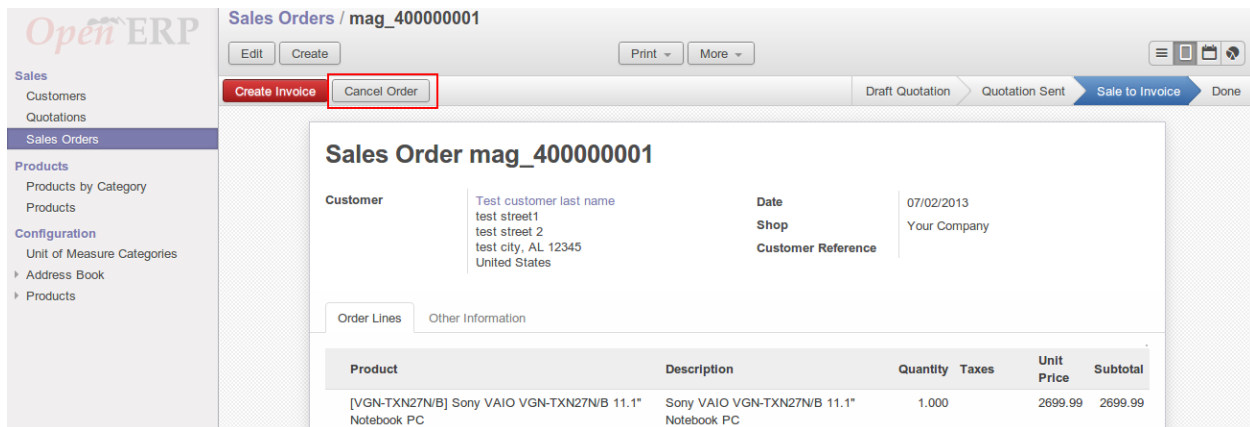 Open ERP
Sales
Customers
Quotations
Sales Orders
Products
Products by Category
Products
Configuration
Unit of Measure Categories
Address Book
Products
Sales Orders / mag_400000001
Edit Create Print More
Create Invoice Cancel Order Draft Quotation Quotation Sent Sale to Invoice Done
Sales Order mag_400000001
Customer Test customer last name Date 07/02/2013
test street1
test street 2 Shop Your Company
test city, AL 12345 Customer Reference
United States
Order Lines Other Information
Product Description Quantity Taxes Unit Price Subtotal
[VGN-TXN27N/B] Sony VAIO VGN-TXN27N/B 11.1" Sony VAIO VGN-TXN27N/B 11.1" 1.000 2699.99 2699.99
Notebook PC Notebook PC